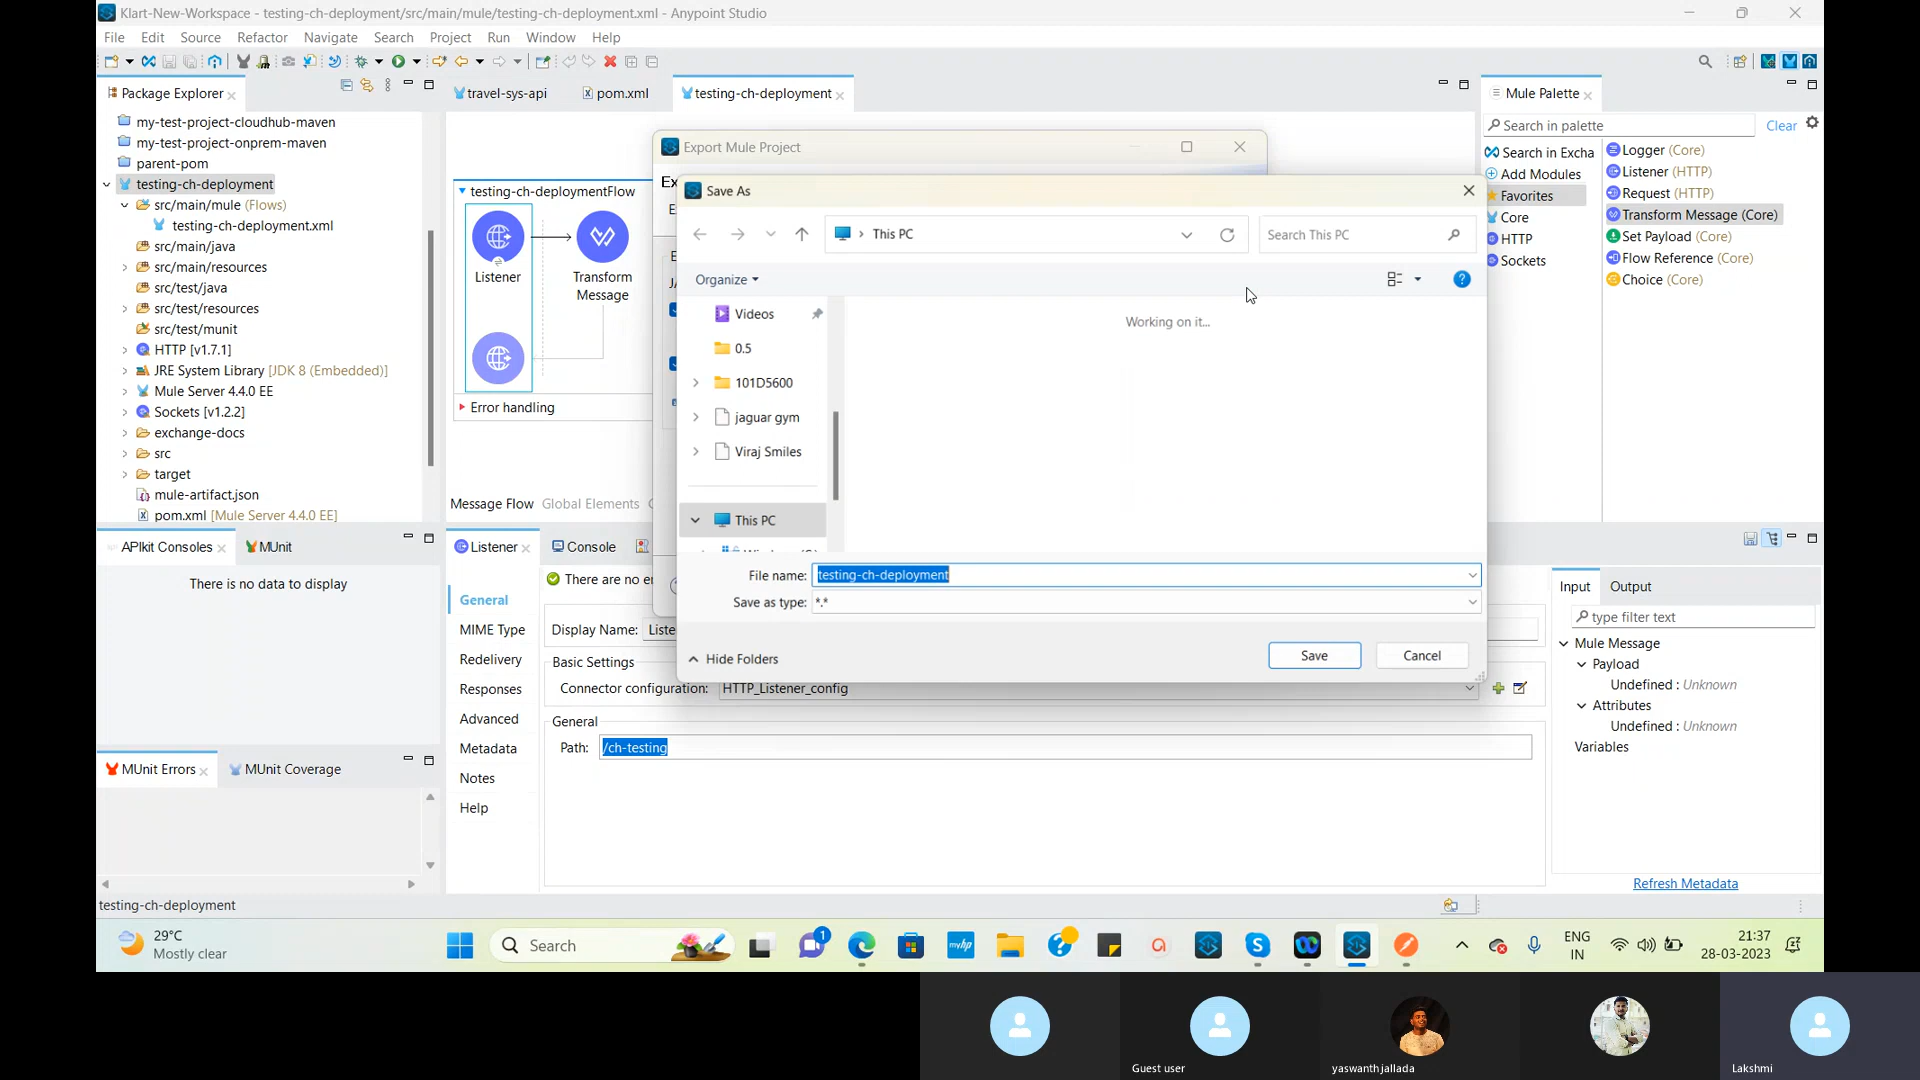 Klart-New-Workspace - testing-ch-deployment/src/main/mule/testing-ch-deployment.xml - Anypoint Studio
File Edit Source Refactor Navigate Search Project Run Window Help
Package Explorer
travel-sys-api
pom.xml
testing-ch-deployment
Mule Palette
my-test-project-cloudhub-maven
my-test-project-onprem-maven
parent-pom
testing-ch-deployment
src/main/mule (Flows)
testing-ch-deployment.xml
src/main/java
src/main/resources
src/test/java
src/test/resources
src/test/munit
HTTP [v1.7.1]
JRE System Library [JDK 8 (Embedded)]
Mule Server 4.4.0 EE
Sockets [v1.2.2]
exchange-docs
src
target
mule-artifact.json
pom.xml [Mule Server 4.4.0 EE]
testing-ch-deploymentFlow
Listener
Transform
Message
Error handling
Message Flow Global Elements
Export Mule Project
Save As
This PC
Search This PC
Organize
Videos
0.5
101D5600
jaguar gym
Viraj Smiles
This PC
Working on it...
File name: testing-ch-deployment
Save as type: *.*
Hide Folders
Save
Cancel
Search in palette
Clear
Search in Excha
Add Modules
Favorites
Core
HTTP
Sockets
Logger (Core)
Listener (HTTP)
Request (HTTP)
Transform Message (Core)
Set Payload (Core)
Flow Reference (Core)
Choice (Core)
APIkit Consoles
MUnit
There is no data to display
MUnit Errors
MUnit Coverage
Listener
Console
General
MIME Type
Redelivery
Responses
Advanced
Metadata
Notes
Help
There are no e
Display Name: Liste
Basic Settings
Connector configuration: HTTP_Listener_config
General
Path: /ch-testing
Input
Output
type filter text
Mule Message
Payload
Undefined : Unknown
Attributes
Undefined : Unknown
Variables
Refresh Metadata
testing-ch-deployment
29°C
Mostly clear
Search
1
myhp
ENG
IN
21:37
28-03-2023
Guest user
yaswanth jallada
Lakshmi